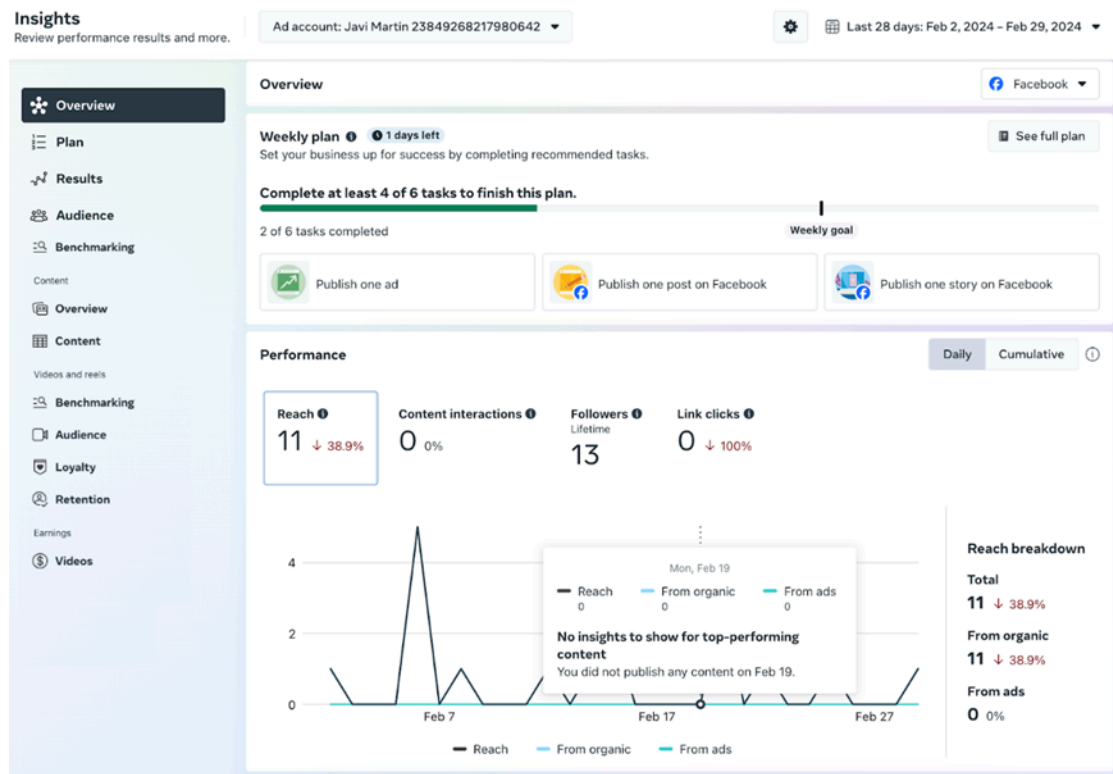 Insights
Review performance results and more.
Ad account: Javi Martin 23849268217980642
Last 28 days: Feb 2, 2024 – Feb 29, 2024
Overview
Plan
Results
Audience
Benchmarking
Content
Overview
Content
Videos and reels
Benchmarking
Audience
Loyalty
Retention
Earnings
Videos
Overview
Facebook
Weekly plan
1 days left
See full plan
Set your business up for success by completing recommended tasks.
Complete at least 4 of 6 tasks to finish this plan.
2 of 6 tasks completed
Weekly goal
Publish one ad
Publish one post on Facebook
Publish one story on Facebook
Performance
Daily
Cumulative
Reach
11 ↓ 38.9%
Content interactions
0 0%
Followers
Lifetime
13
Link clicks
0 ↓ 100%
4
2
0
Feb 7
Feb 17
Feb 27
Mon, Feb 19
Reach From organic From ads
0 0 0
No insights to show for top-performing
content
You did not publish any content on Feb 19.
Reach From organic From ads
Reach breakdown
Total
11 ↓ 38.9%
From organic
11 ↓ 38.9%
From ads
0 0%